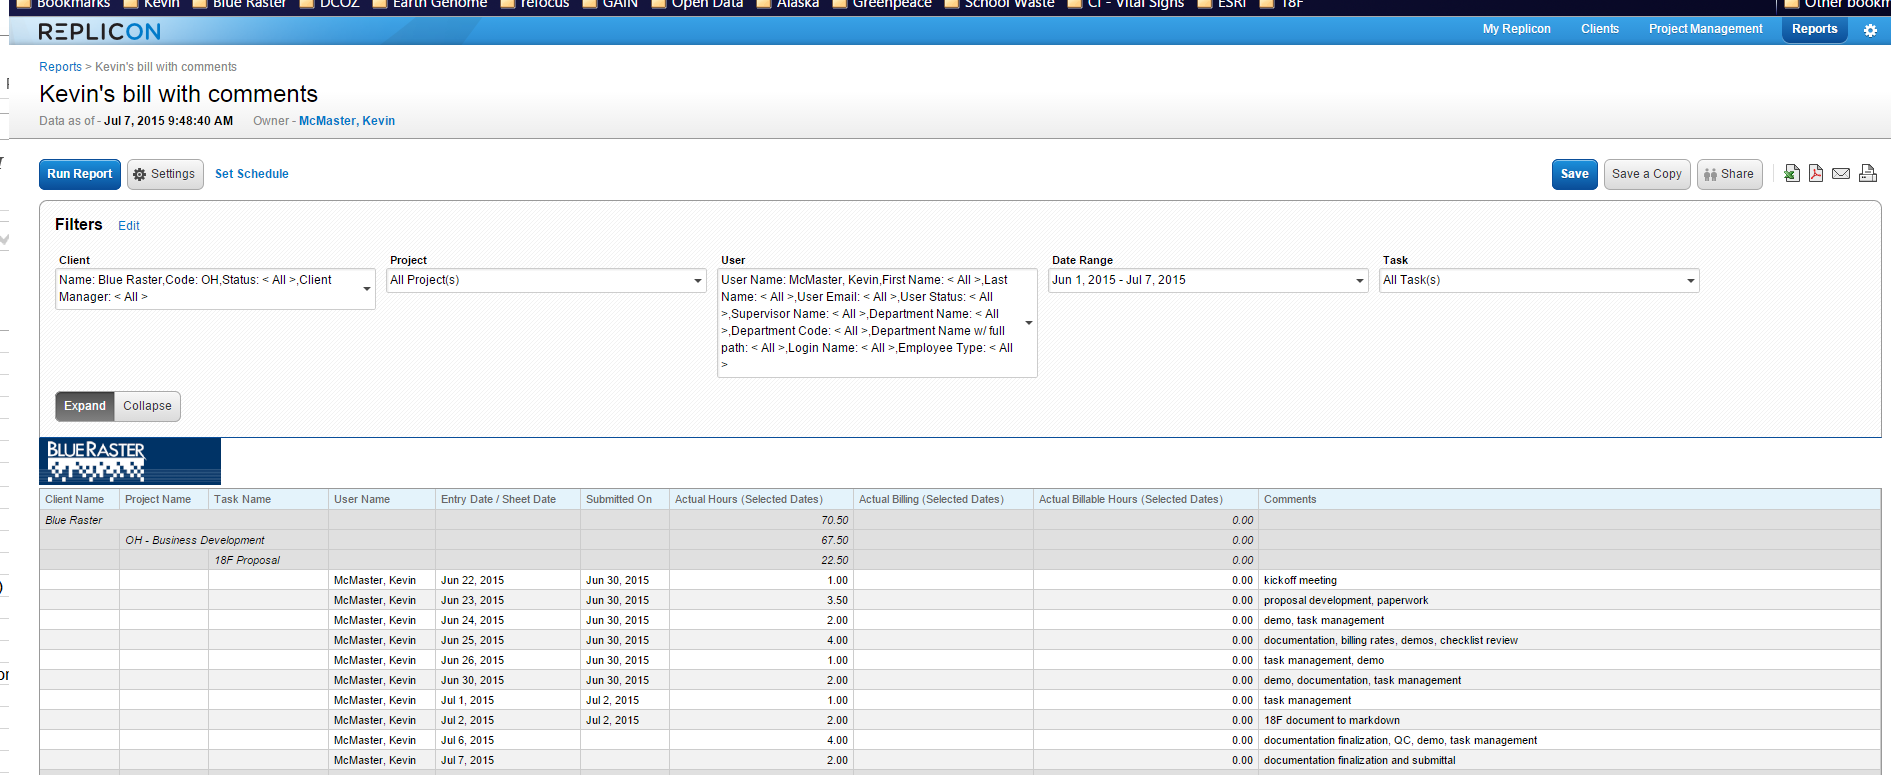 Bookmarks Kevin Blue Raster DCOZ Earth Genome refocus GAIN Open Data Alaska Greenpeace School Waste CI - Vital Signs ESRI 18F Other bookm
REPLICON My Replicon Clients Project Management Reports
Reports > Kevin's bill with comments
Kevin's bill with comments
Data as of - Jul 7, 2015 9:48:40 AM Owner - McMaster, Kevin
Run Report Settings Set Schedule Save Save a Copy Share
Filters Edit
Client Project User Date Range Task
Name: Blue Raster,Code: OH,Status: < All >,Client All Project(s) User Name: McMaster, Kevin,First Name: < All >,Last Jun 1, 2015 - Jul 7, 2015 All Task(s)
Manager: < All > Name: < All >,User Email: < All >,User Status: < All
>,Supervisor Name: < All >,Department Name: < All
>,Department Code: < All >,Department Name w/ full
path: < All >,Login Name: < All >,Employee Type: < All
>
Expand Collapse
BLUERASTER
Client Name Project Name Task Name User Name Entry Date / Sheet Date Submitted On Actual Hours (Selected Dates) Actual Billing (Selected Dates) Actual Billable Hours (Selected Dates) Comments
Blue Raster 70.50 0.00
OH - Business Development 67.50 0.00
18F Proposal 22.50 0.00
McMaster, Kevin Jun 22, 2015 Jun 30, 2015 1.00 0.00 kickoff meeting
McMaster, Kevin Jun 23, 2015 Jun 30, 2015 3.50 0.00 proposal development, paperwork
McMaster, Kevin Jun 24, 2015 Jun 30, 2015 2.00 0.00 demo, task management
McMaster, Kevin Jun 25, 2015 Jun 30, 2015 4.00 0.00 documentation, billing rates, demos, checklist review
McMaster, Kevin Jun 26, 2015 Jun 30, 2015 1.00 0.00 task management, demo
McMaster, Kevin Jun 30, 2015 Jun 30, 2015 2.00 0.00 demo, documentation, task management
McMaster, Kevin Jul 1, 2015 Jul 2, 2015 1.00 0.00 task management
McMaster, Kevin Jul 2, 2015 Jul 2, 2015 2.00 0.00 18F document to markdown
McMaster, Kevin Jul 6, 2015 4.00 0.00 documentation finalization, QC, demo, task management
McMaster, Kevin Jul 7, 2015 2.00 0.00 documentation finalization and submittal